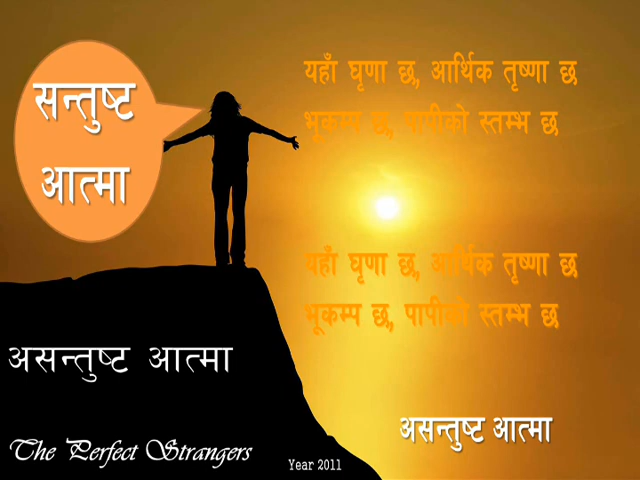 सन्तुष्ट
आत्मा
यहाँ घृणा छ, आर्थिक तृष्णा छ
भूकम्प छ, पापीको स्तम्भ छ
यहाँ घृणा छ, आर्थिक तृष्णा छ
भूकम्प छ, पापीको स्तम्भ छ
असन्तुष्ट आत्मा
असन्तुष्ट आत्मा
The Perfect Strangers
Year 2011